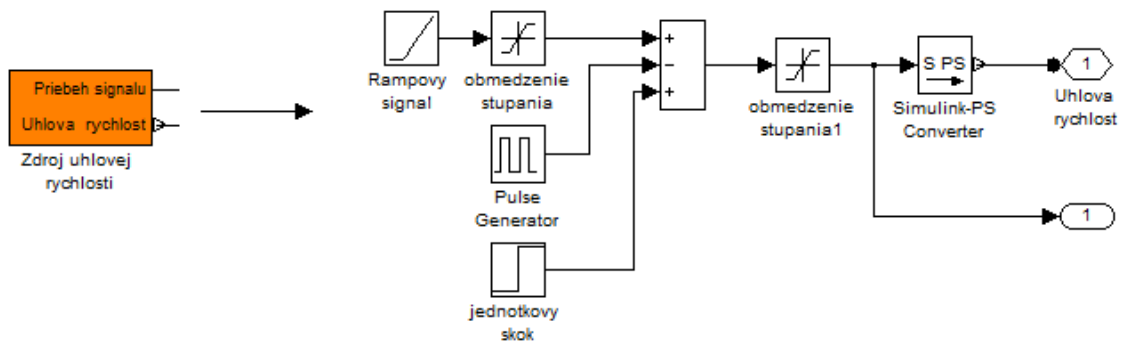 Priebeh signalu
Uhlova rychlost
Zdroj uhlovej
rychlosti
Rampovy
signal
obmedzenie
stupania
+
−
+
Pulse
Generator
jednotkovy
skok
obmedzenie
stupania1
S PS
Simulink-PS
Converter
1
Uhlova
rychlost
1